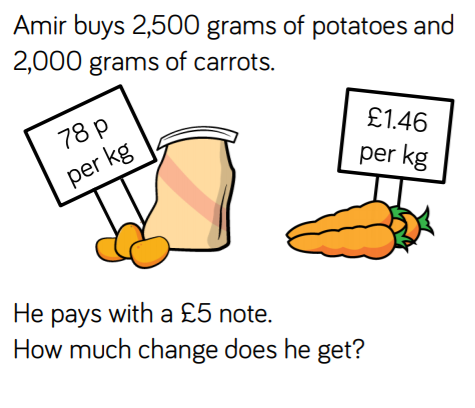 Amir buys 2,500 grams of potatoes and
2,000 grams of carrots.
78 p
per kg
£1.46
per kg
He pays with a £5 note.
How much change does he get?